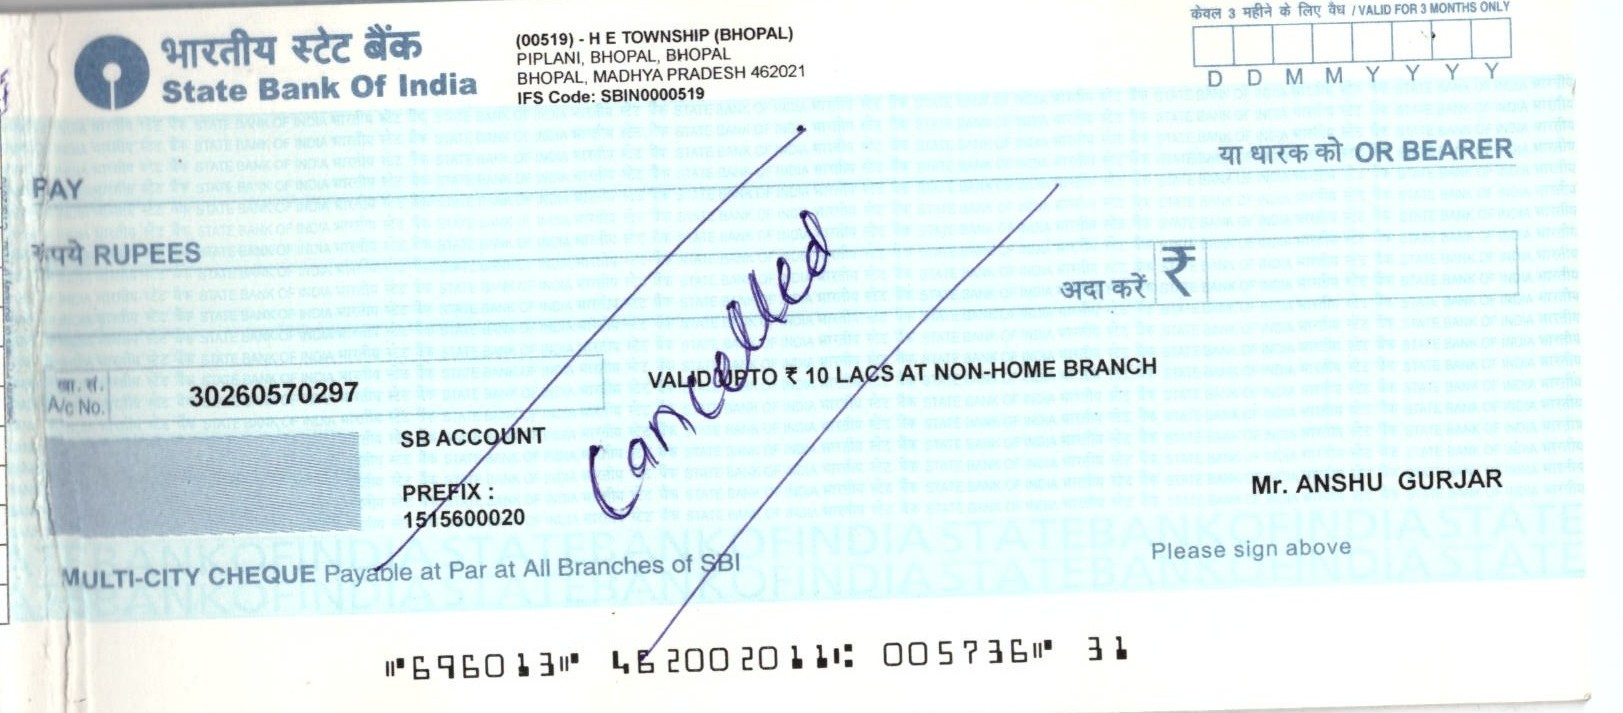 केवल 3 महीने के लिए वैध / VALID FOR 3 MONTHS ONLY
भारतीय स्टेट बैंक
State Bank Of India
(00519) - H E TOWNSHIP (BHOPAL)
PIPLANI, BHOPAL, BHOPAL
BHOPAL, MADHYA PRADESH 462021
IFS Code: SBIN0000519
D D M M Y Y Y Y
PAY
या धारक को OR BEARER
रुपये RUPEES
अदा करें ₹
Cancelled
खा. सं.
A/c No.
30260570297
VALID UPTO ₹ 10 LACS AT NON-HOME BRANCH
SB ACCOUNT
PREFIX :
1515600020
Mr. ANSHU GURJAR
Please sign above
MULTI-CITY CHEQUE Payable at Par at All Branches of SBI
⑈696013⑈ 462002011⑆ 005736⑈ 31